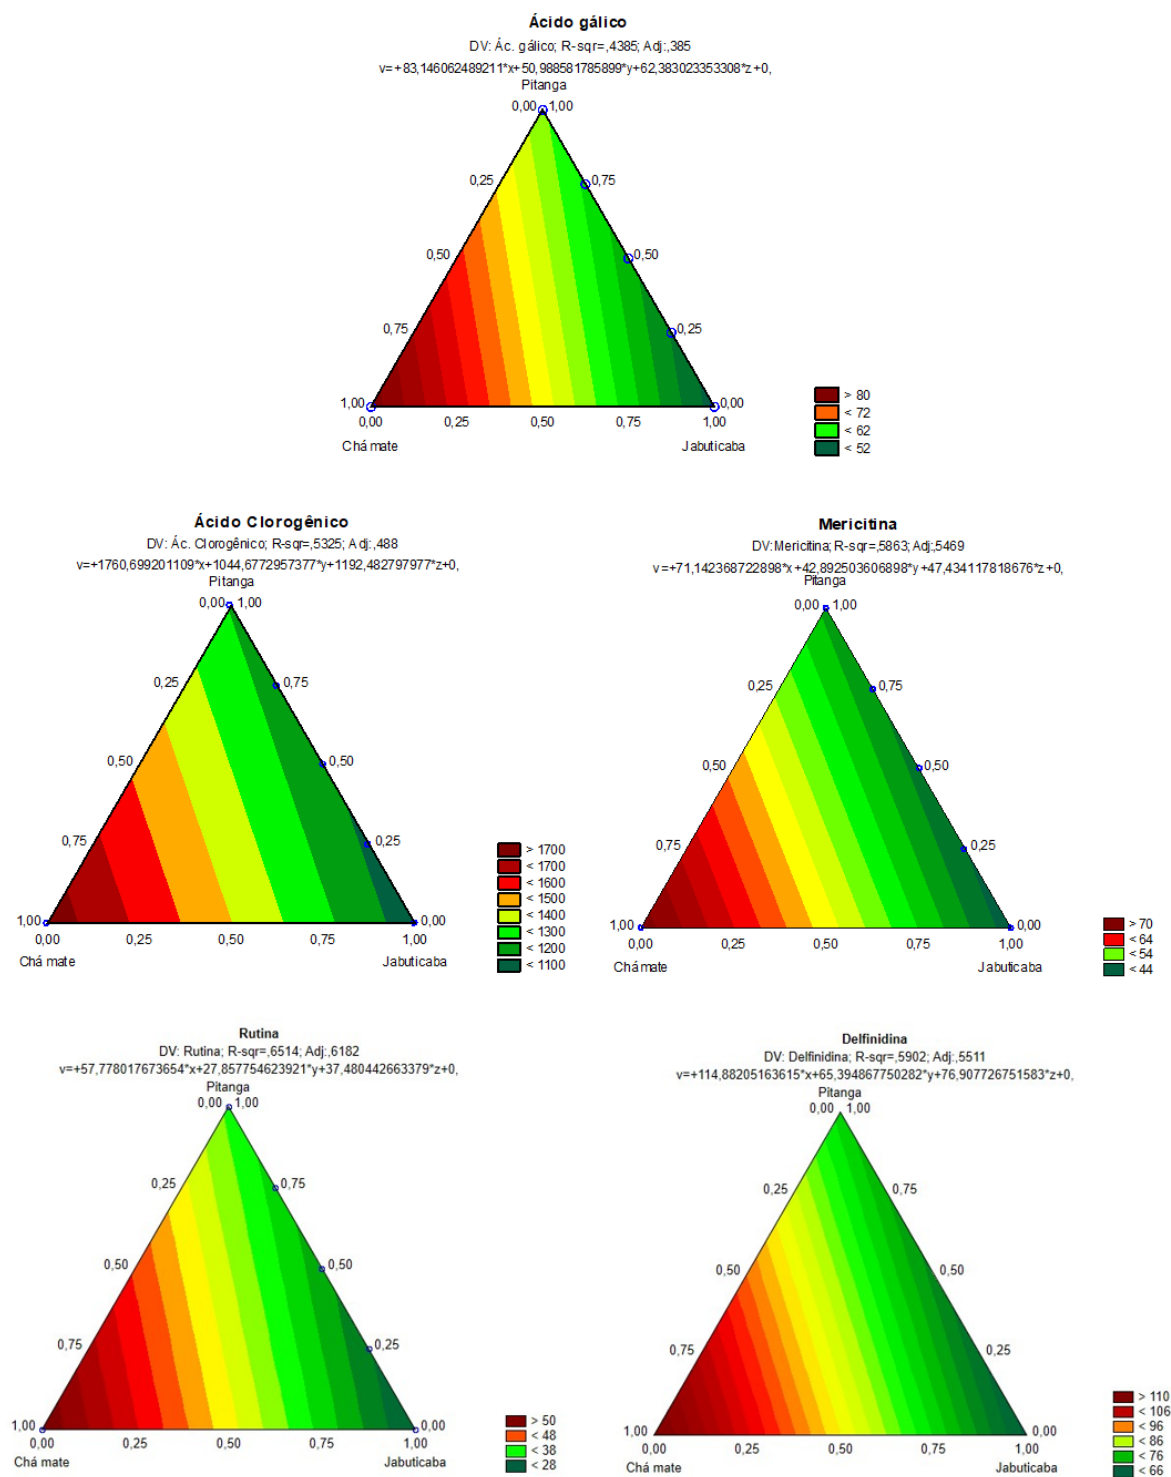 Ácido gálico
DV: Ác. gálico; R-sqr=,4385; Adj:,385
v=+83,146062489211*x+50,988581785899*y+62,383023353308*z+0,
Pitanga
0,00 1,00
0,25 0,75
0,50 0,50
0,75 0,25
1,00 0,00
0,00 0,25 0,50 0,75 1,00
Chá mate Jabuticaba
> 80
< 72
< 62
< 52
Ácido Clorogênico
DV: Ác. Clorogênico; R-sqr=,5325; Adj:,488
v=+1760,699201109*x+1044,6772957377*y+1192,482797977*z+0,
Pitanga
0,00 1,00
0,25 0,75
0,50 0,50
0,75 0,25
1,00 0,00
0,00 0,25 0,50 0,75 1,00
Chá mate Jabuticaba
> 1700
< 1700
< 1600
< 1500
< 1400
< 1300
< 1200
< 1100
Mericitina
DV:Mericitina; R-sqr=,5863; Adj:,5469
v=+71,142368722898*x+42,892503606898*y+47,434117818676*z+0,
Pitanga
0,00 1,00
0,25 0,75
0,50 0,50
0,75 0,25
1,00 0,00
0,00 0,25 0,50 0,75 1,00
Chá mate Jabuticaba
> 70
< 64
< 54
< 44
Rutina
DV: Rutina; R-sqr=,6514; Adj:,6182
v=+57,778017673654*x+27,857754623921*y+37,480442663379*z+0,
Pitanga
0,00 1,00
0,25 0,75
0,50 0,50
0,75 0,25
1,00 0,00
0,00 0,25 0,50 0,75 1,00
Chá mate Jabuticaba
> 50
< 48
< 38
< 28
Delfinidina
DV: Delfinidina; R-sqr=,5902; Adj:,5511
v=+114,88205163615*x+65,394867750282*y+76,907726751583*z+0,
Pitanga
0,00 1,00
0,25 0,75
0,50 0,50
0,75 0,25
1,00 0,00
0,00 0,25 0,50 0,75 1,00
Chá mate Jabuticaba
> 110
< 106
< 96
< 86
< 76
< 66